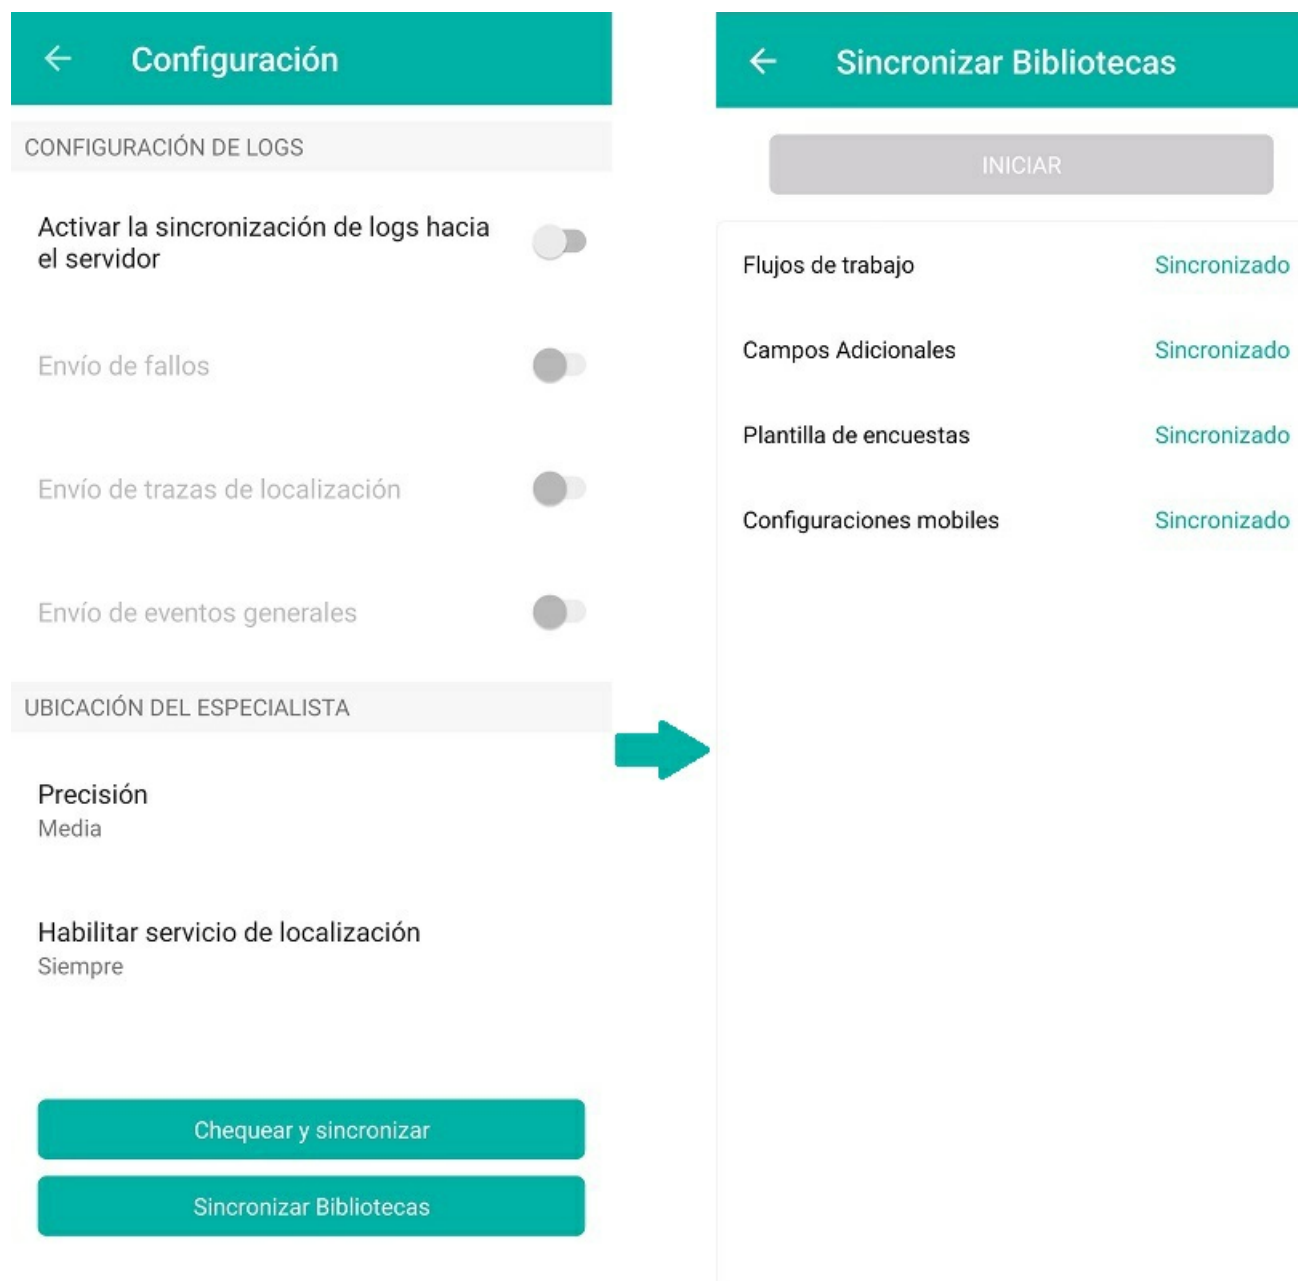 Configuración
CONFIGURACIÓN DE LOGS
Activar la sincronización de logs hacia
el servidor
Envío de fallos
Envío de trazas de localización
Envío de eventos generales
UBICACIÓN DEL ESPECIALISTA
Precisión
Media
Habilitar servicio de localización
Siempre
Chequear y sincronizar
Sincronizar Bibliotecas
Sincronizar Bibliotecas
INICIAR
Flujos de trabajo Sincronizado
Campos Adicionales Sincronizado
Plantilla de encuestas Sincronizado
Configuraciones mobiles Sincronizado